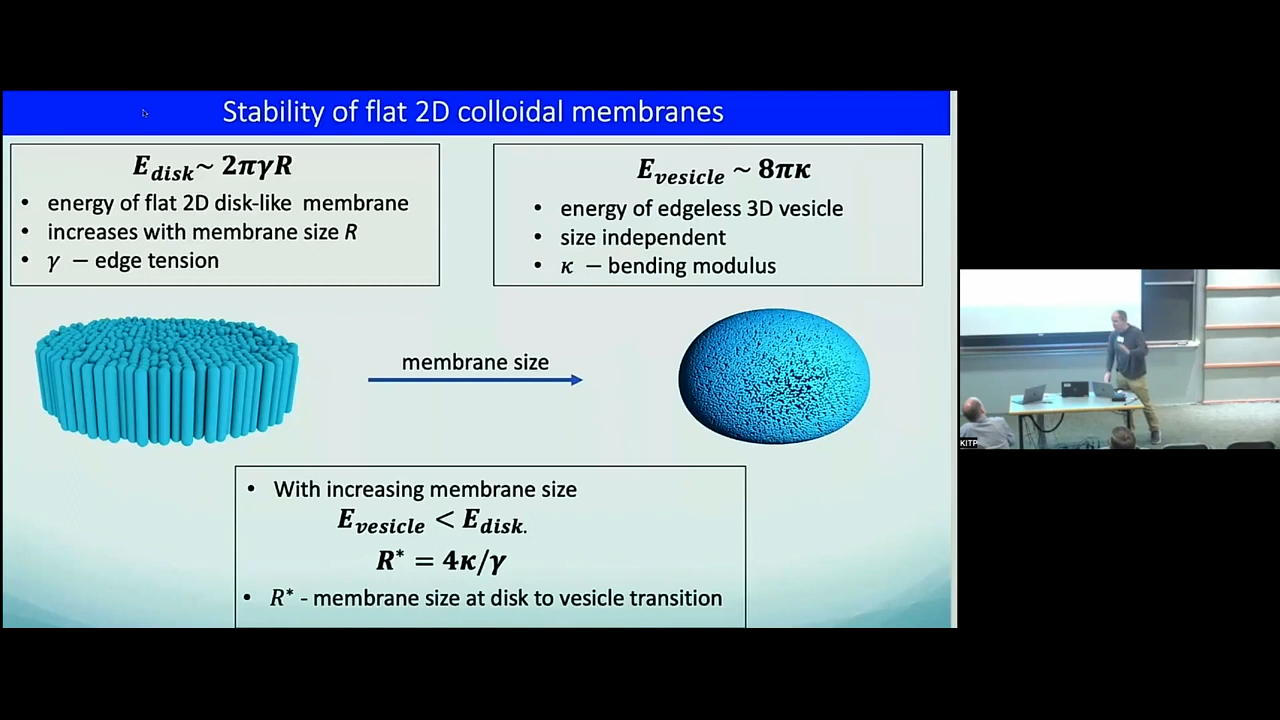 Stability of flat 2D colloidal membranes
E_disk ~ 2πγR
• energy of flat 2D disk-like membrane
• increases with membrane size R
• γ – edge tension
E_vesicle ~ 8πκ
• energy of edgeless 3D vesicle
• size independent
• κ – bending modulus
membrane size
• With increasing membrane size
E_vesicle < E_disk.
R* = 4κ/γ
• R* - membrane size at disk to vesicle transition
KITP